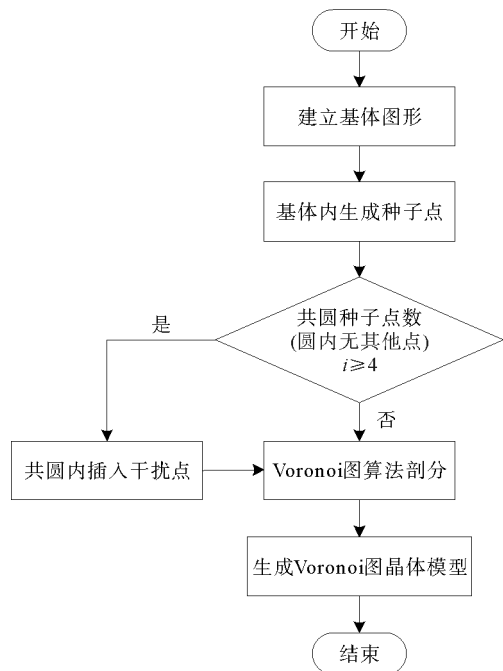 开始
建立基体图形
基体内生成种子点
共圆种子点数
(圆内无其他点)
i≥4
是
否
共圆内插入干扰点
Voronoi图算法剖分
生成Voronoi图晶体模型
结束